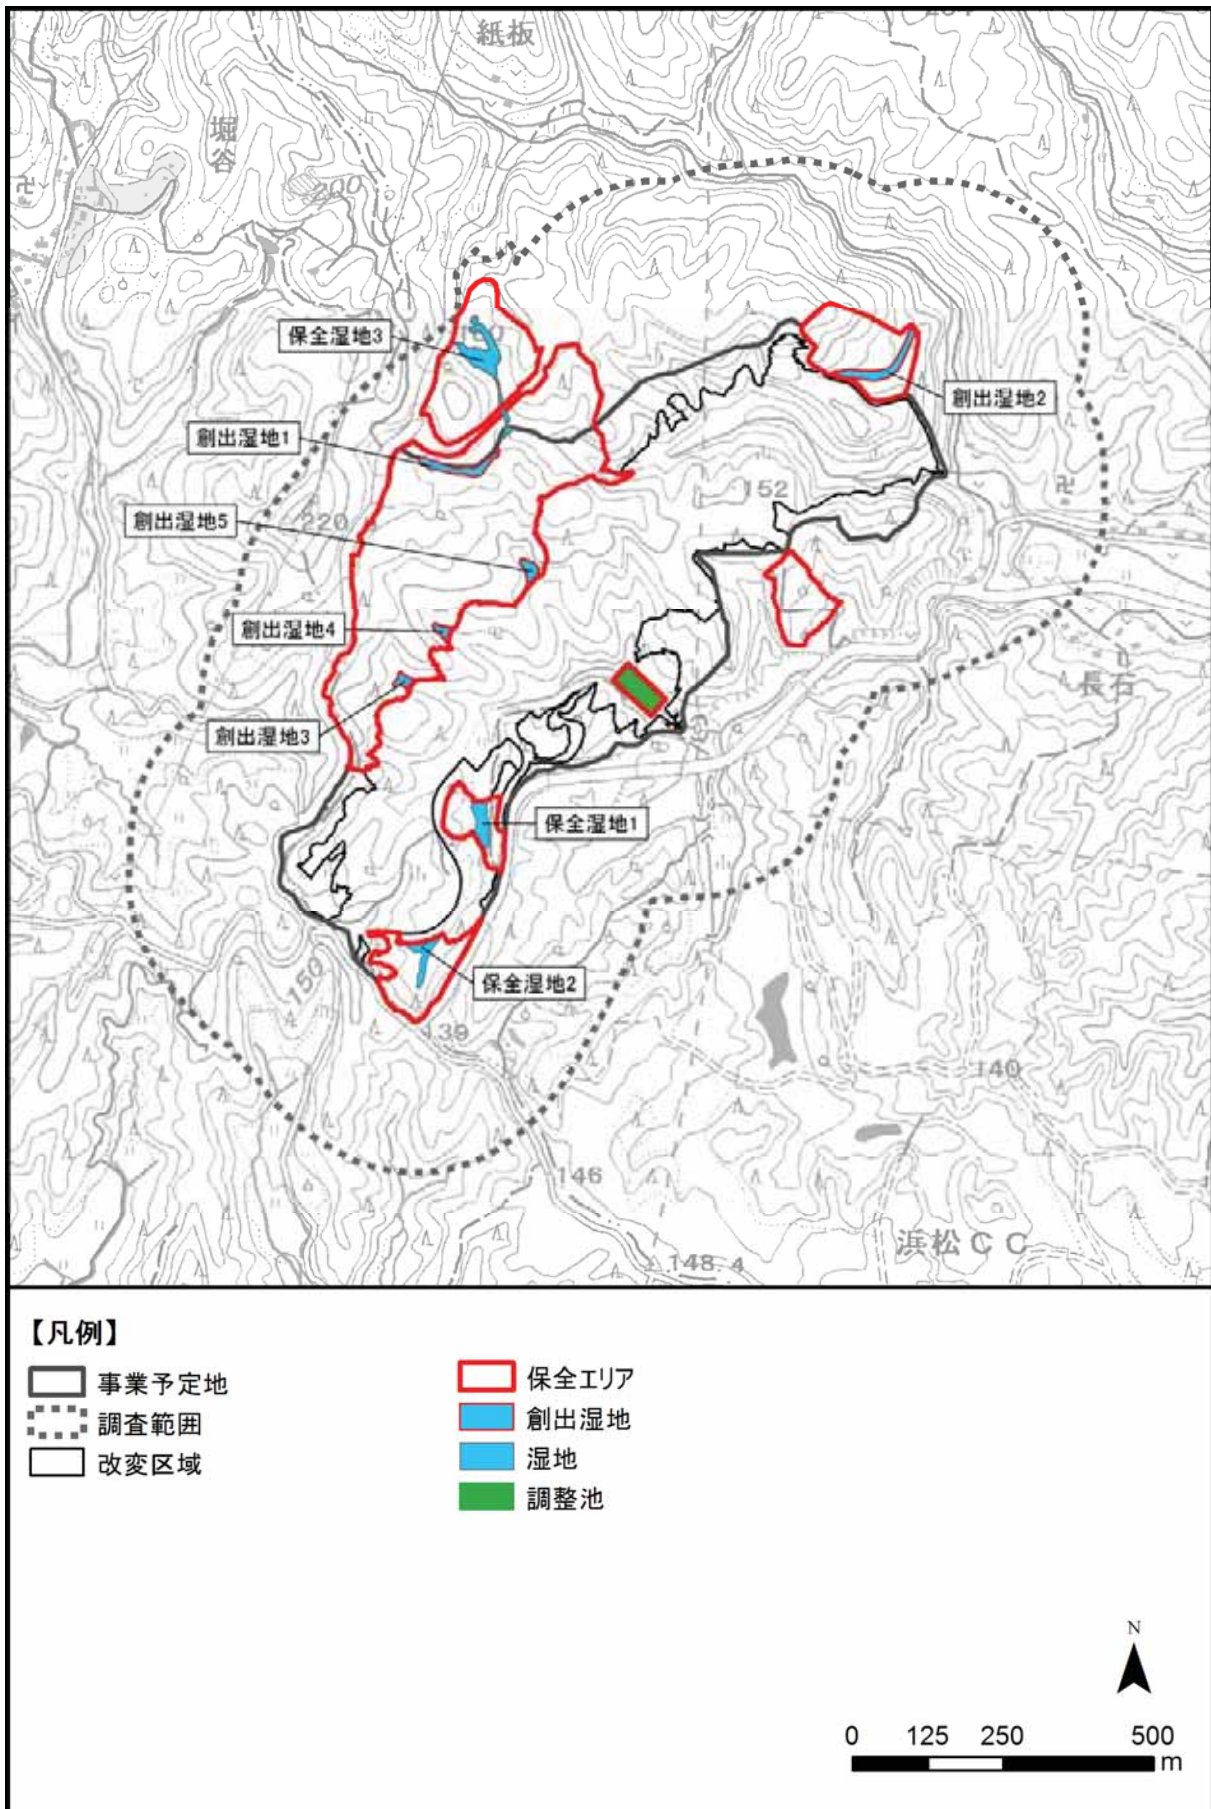 紙板
堀谷
200
保全湿地3
創出湿地2
創出湿地1
152
創出湿地5
220
創出湿地4
長石
創出湿地3
保全湿地1
保全湿地2
150
139
140
146
浜松CC
148.4
【凡例】
事業予定地
調査範囲
改変区域
保全エリア
創出湿地
湿地
調整池
N
0 125 250 500
m